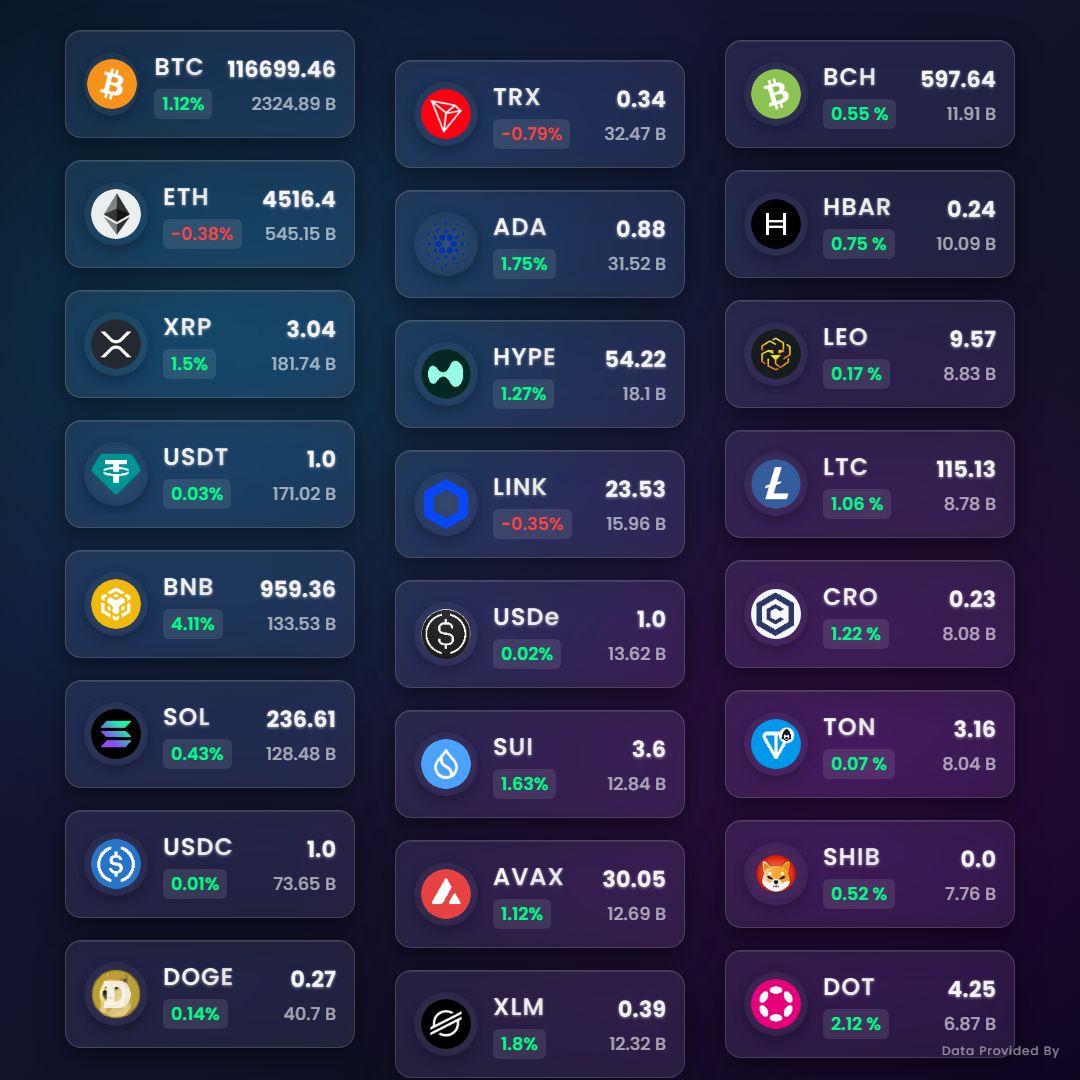 BTC 116699.46
1.12% 2324.89 B
ETH 4516.4
-0.38% 545.15 B
XRP 3.04
1.5% 181.74 B
USDT 1.0
0.03% 171.02 B
BNB 959.36
4.11% 133.53 B
SOL 236.61
0.43% 128.48 B
USDC 1.0
0.01% 73.65 B
DOGE 0.27
0.14% 40.7 B
TRX 0.34
-0.79% 32.47 B
ADA 0.88
1.75% 31.52 B
HYPE 54.22
1.27% 18.1 B
LINK 23.53
-0.35% 15.96 B
USDe 1.0
0.02% 13.62 B
SUI 3.6
1.63% 12.84 B
AVAX 30.05
1.12% 12.69 B
XLM 0.39
1.8% 12.32 B
BCH 597.64
0.55 % 11.91 B
HBAR 0.24
0.75 % 10.09 B
LEO 9.57
0.17 % 8.83 B
LTC 115.13
1.06 % 8.78 B
CRO 0.23
1.22 % 8.08 B
TON 3.16
0.07 % 8.04 B
SHIB 0.0
0.52 % 7.76 B
DOT 4.25
2.12 % 6.87 B
Data Provided By